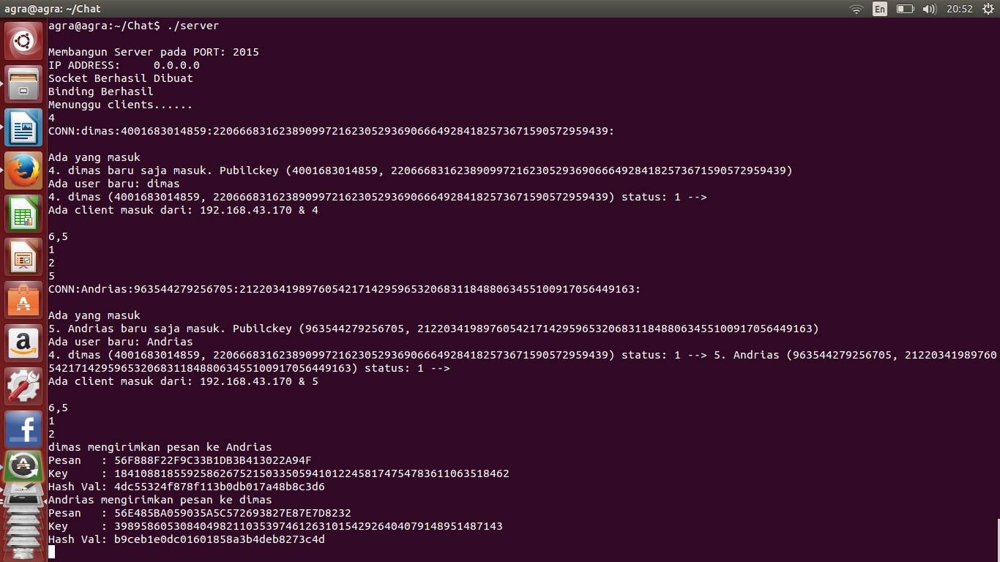 agra@agra: ~/Chat
En
20:52
agra@agra:~/Chat$ ./server
Membangun Server pada PORT: 2015
IP ADDRESS:     0.0.0.0
Socket Berhasil Dibuat
Binding Berhasil
Menunggu clients......
4
CONN:dimas:4001683014859:22066683162389099721623052936906664928418257367159057295943​9:
Ada yang masuk
4. dimas baru saja masuk. Pubilckey (4001683014859, 220666831623890997216230529369066649284182573671590572959439)
Ada user baru: dimas
4. dimas (4001683014859, 220666831623890997216230529369066649284182573671590572959439) status: 1 -->
Ada client masuk dari: 192.168.43.170 & 4
6,5
1
2
5
CONN:Andrias:963544279256705:212203419897605421714295965320683118488063455100917056449163:
Ada yang masuk
5. Andrias baru saja masuk. Pubilckey (963544279256705, 212203419897605421714295965320683118488063455100917056449163)
Ada user baru: Andrias
4. dimas (4001683014859, 220666831623890997216230529369066649284182573671590572959439) status: 1 --> 5. Andrias (963544279256705, 21220341989760
5421714295965320683118488063455100917056449163) status: 1 -->
Ada client masuk dari: 192.168.43.170 & 5
6,5
1
2
dimas mengirimkan pesan ke Andrias
Pesan   : 56F888F22F9C33B1DB3B413022A94F
Key     : 184108818559258626752150335059410122458174754783611063518462
Hash Val: 4dc55324f878f113b0db017a48b8c3d6
Andrias mengirimkan pesan ke dimas
Pesan   : 56E485BA059035A5C572693827E87E7D8232
Key     : 39895860530840498211035397461263101542926404079148951487143
Hash Val: b9ceb1e0dc01601858a3b4deb8273c4d